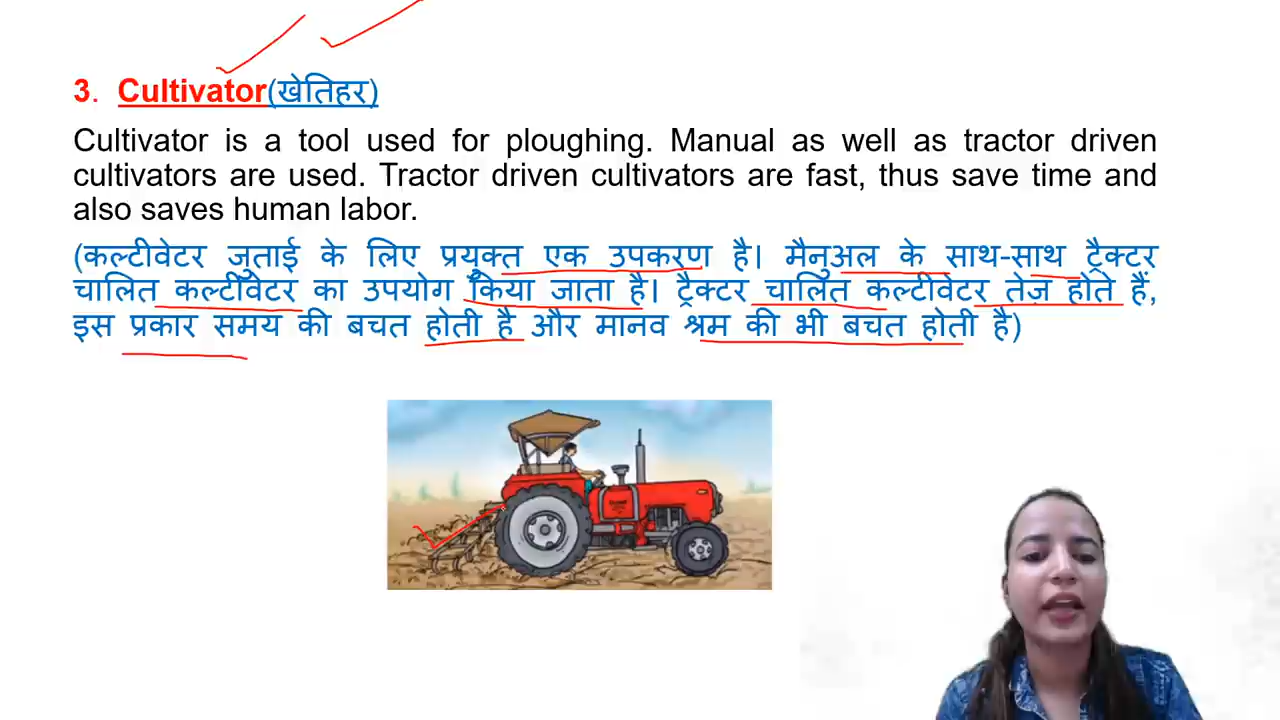 3. Cultivator(खेतिहर)
Cultivator is a tool used for ploughing. Manual as well as tractor driven
cultivators are used. Tractor driven cultivators are fast, thus save time and
also saves human labor.
(कल्टीवेटर जुताई के लिए प्रयुक्त एक उपकरण है। मैनुअल के साथ-साथ ट्रैक्टर
चालित कल्टीवेटर का उपयोग किया जाता है। ट्रैक्टर चालित कल्टीवेटर तेज होते हैं,
इस प्रकार समय की बचत होती है और मानव श्रम की भी बचत होती है)